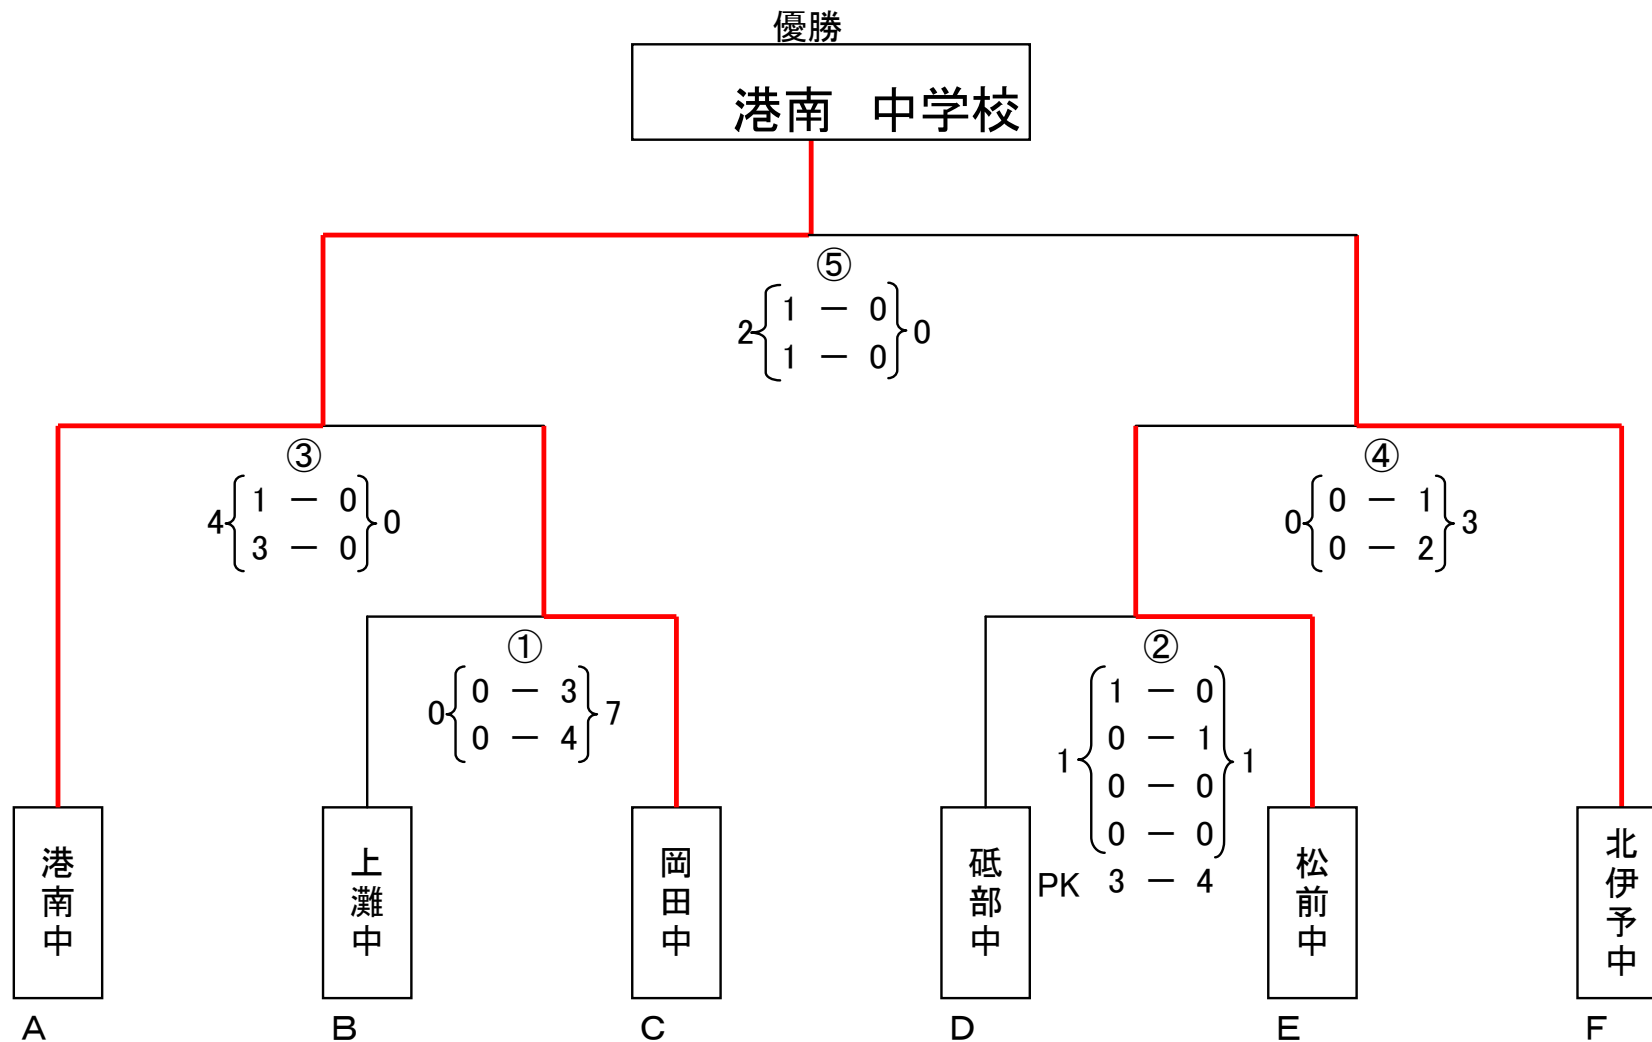 優勝
港南　中学校
⑤
2 1 － 0 0
1 － 0
③
4 1 － 0 0
3 － 0
④
0 0 － 1 3
0 － 2
①
0 0 － 3 7
0 － 4
②
1 － 0
0 － 1
1 1
0 － 0
0 － 0
PK 3 － 4
港南中
上灘中
岡田中
砥部中
松前中
北伊予中
A B C D E F